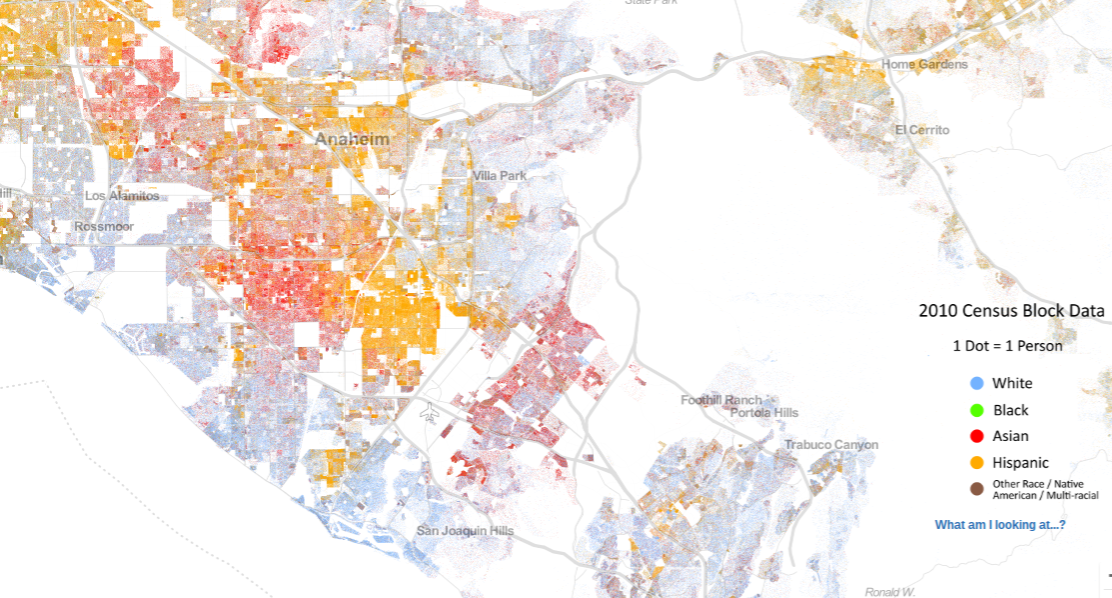 State Park
Home Gardens
Anaheim
El Cerrito
Villa Park
Los Alamitos
Rossmoor
2010 Census Block Data
1 Dot = 1 Person
White
Black
Asian
Hispanic
Other Race / Native
American / Multi-racial
What am I looking at...?
Foothill Ranch
Portola Hills
Trabuco Canyon
San Joaquin Hills
Ronald W.